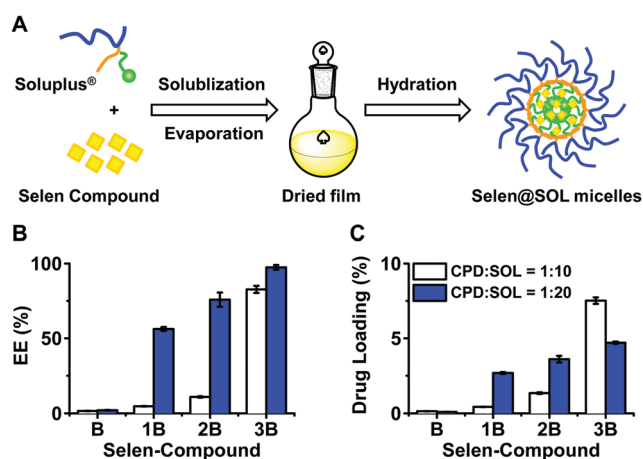 A
Soluplus®
+
Selen Compound
Solublization
Evaporation
Dried film
Hydration
Selen@SOL micelles
B
EE (%)
100
50
0
B 1B 2B 3B
Selen-Compound
C
Drug Loading (%)
10
5
0
CPD:SOL = 1:10
CPD:SOL = 1:20
B 1B 2B 3B
Selen-Compound